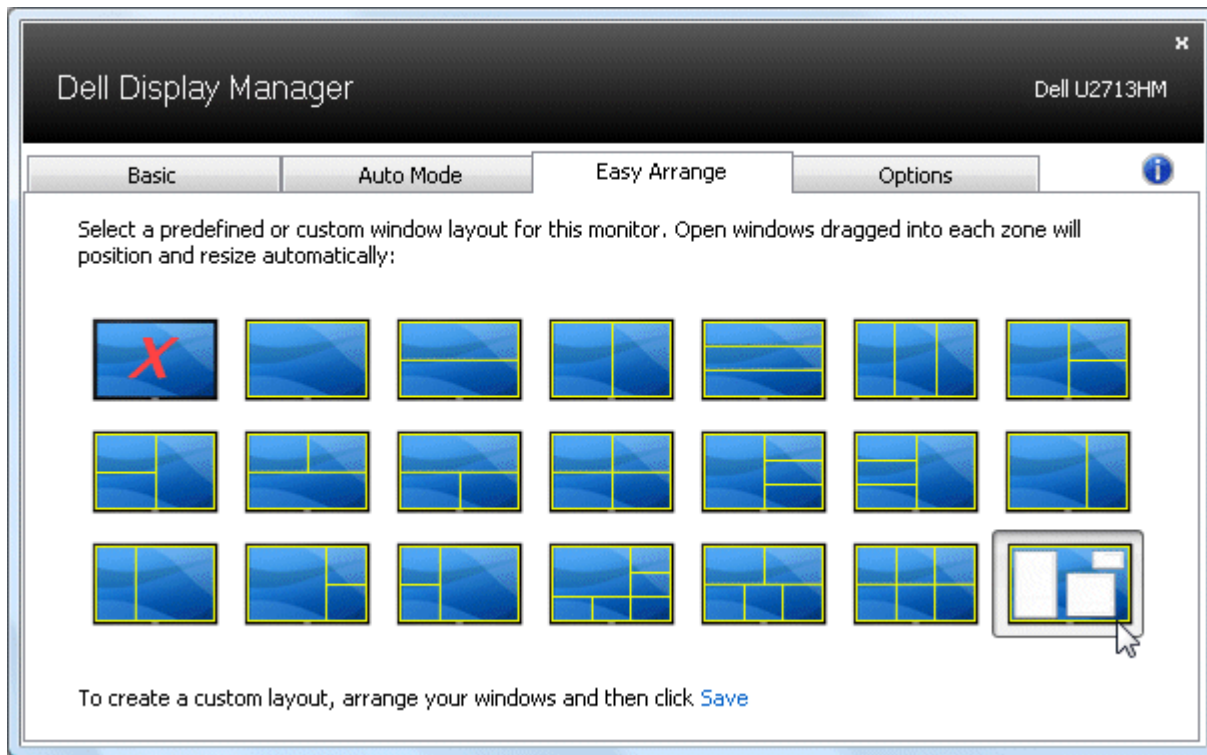 x
Dell Display Manager
Dell U2713HM
Basic
Auto Mode
Easy Arrange
Options
Select a predefined or custom window layout for this monitor. Open windows dragged into each zone will
position and resize automatically:
X
To create a custom layout, arrange your windows and then click Save